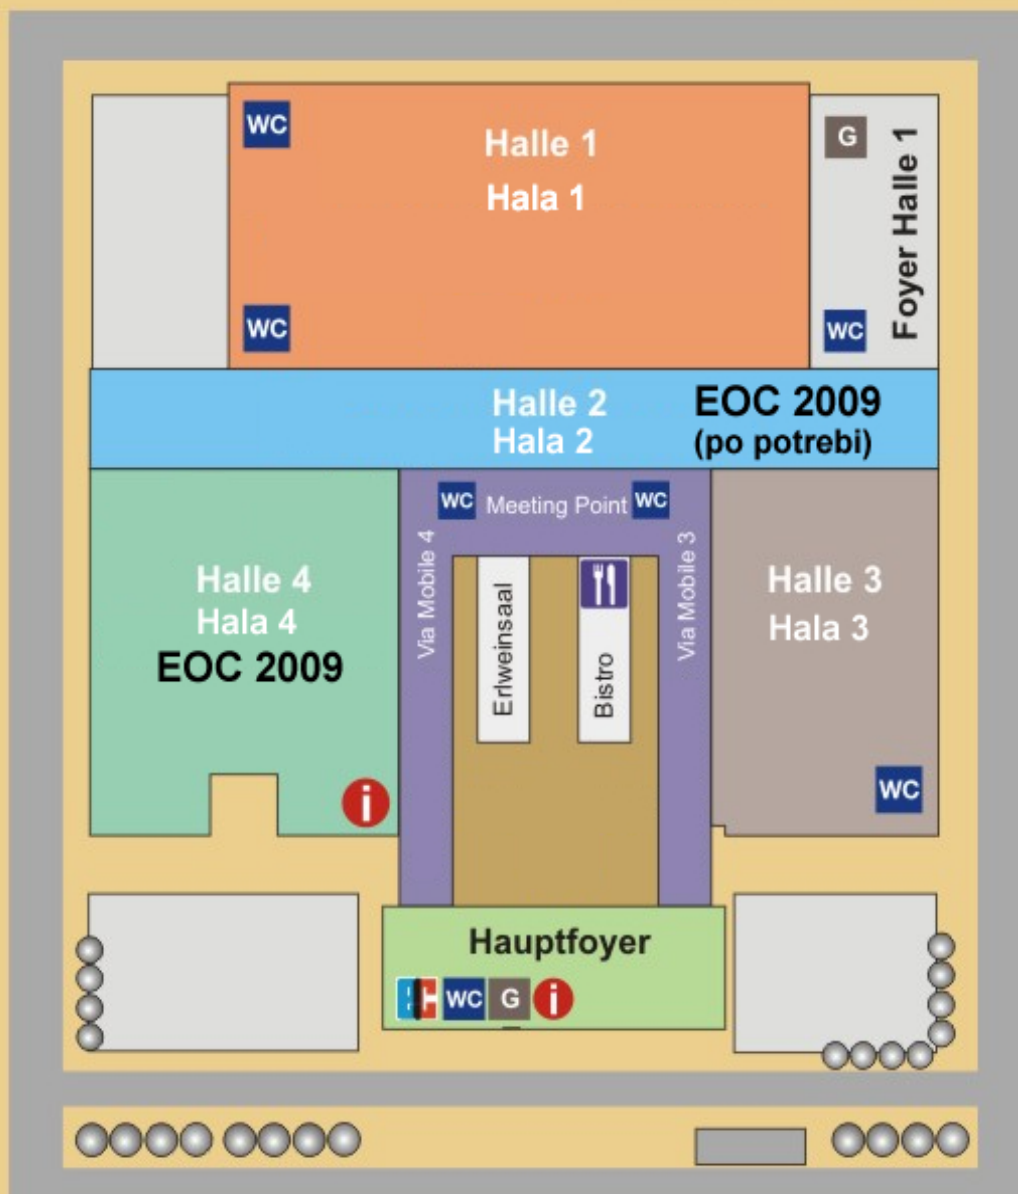 WC
Halle 1
Hala 1
G
Foyer Halle 1
WC
WC
Halle 2
Hala 2
EOC 2009
(po potrebi)
WC
Meeting Point
WC
Via Mobile 4
Via Mobile 3
Halle 4
Hala 4
EOC 2009
Erlweinsaal
Bistro
Halle 3
Hala 3
i
WC
Hauptfoyer
WC
G
i